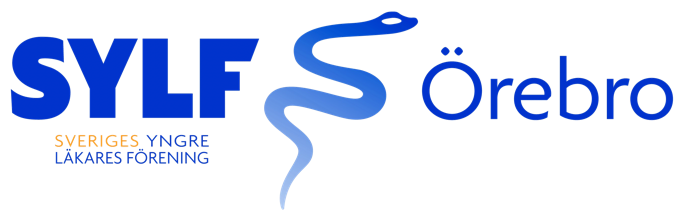 SYLF
SVERIGES YNGRE
LÄKARES FÖRENING
Örebro